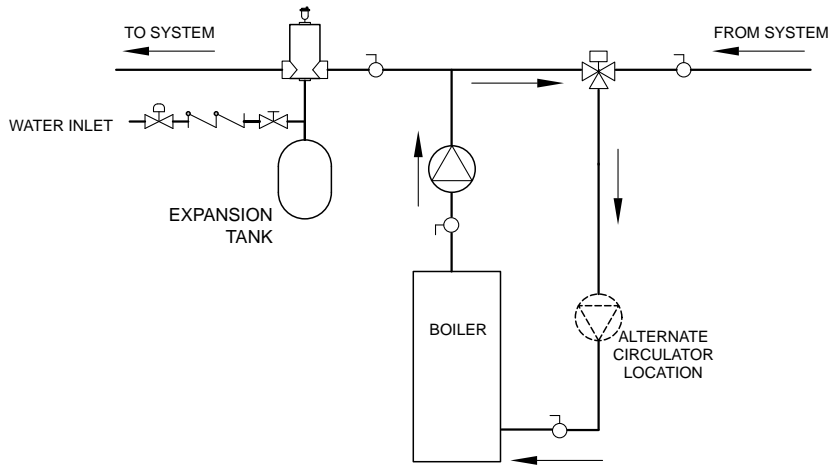 TO SYSTEM
FROM SYSTEM
WATER INLET
EXPANSION
TANK
BOILER
ALTERNATE
CIRCULATOR
LOCATION